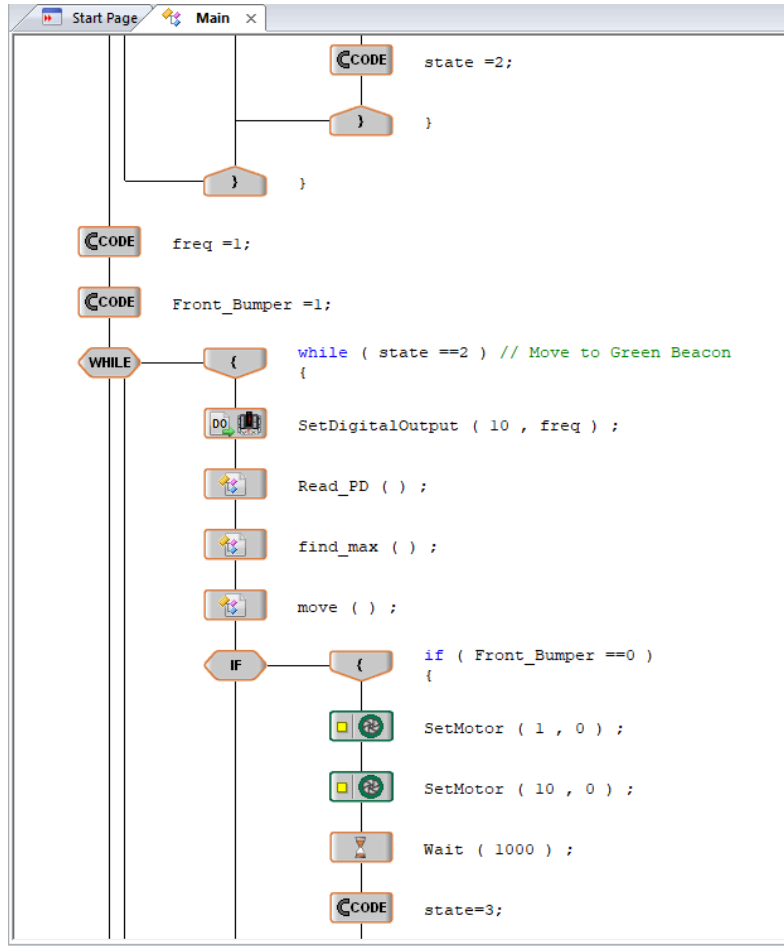 Start Page
Main
CODE state =2;
} }
} }
CODE freq =1;
CODE Front_Bumper =1;
WHILE { while ( state ==2 ) // Move to Green Beacon
{
DO SetDigitalOutput ( 10 , freq ) ;
Read_PD ( ) ;
find_max ( ) ;
move ( ) ;
IF { if ( Front_Bumper ==0 )
{
SetMotor ( 1 , 0 ) ;
SetMotor ( 10 , 0 ) ;
Wait ( 1000 ) ;
CODE state=3;